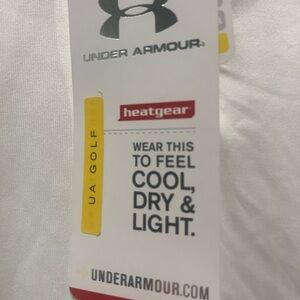 UNDER ARMOUR
heatgear
UA GOLF
WEAR THIS
TO FEEL
COOL,
DRY &
LIGHT.
UNDERARMOUR.COM